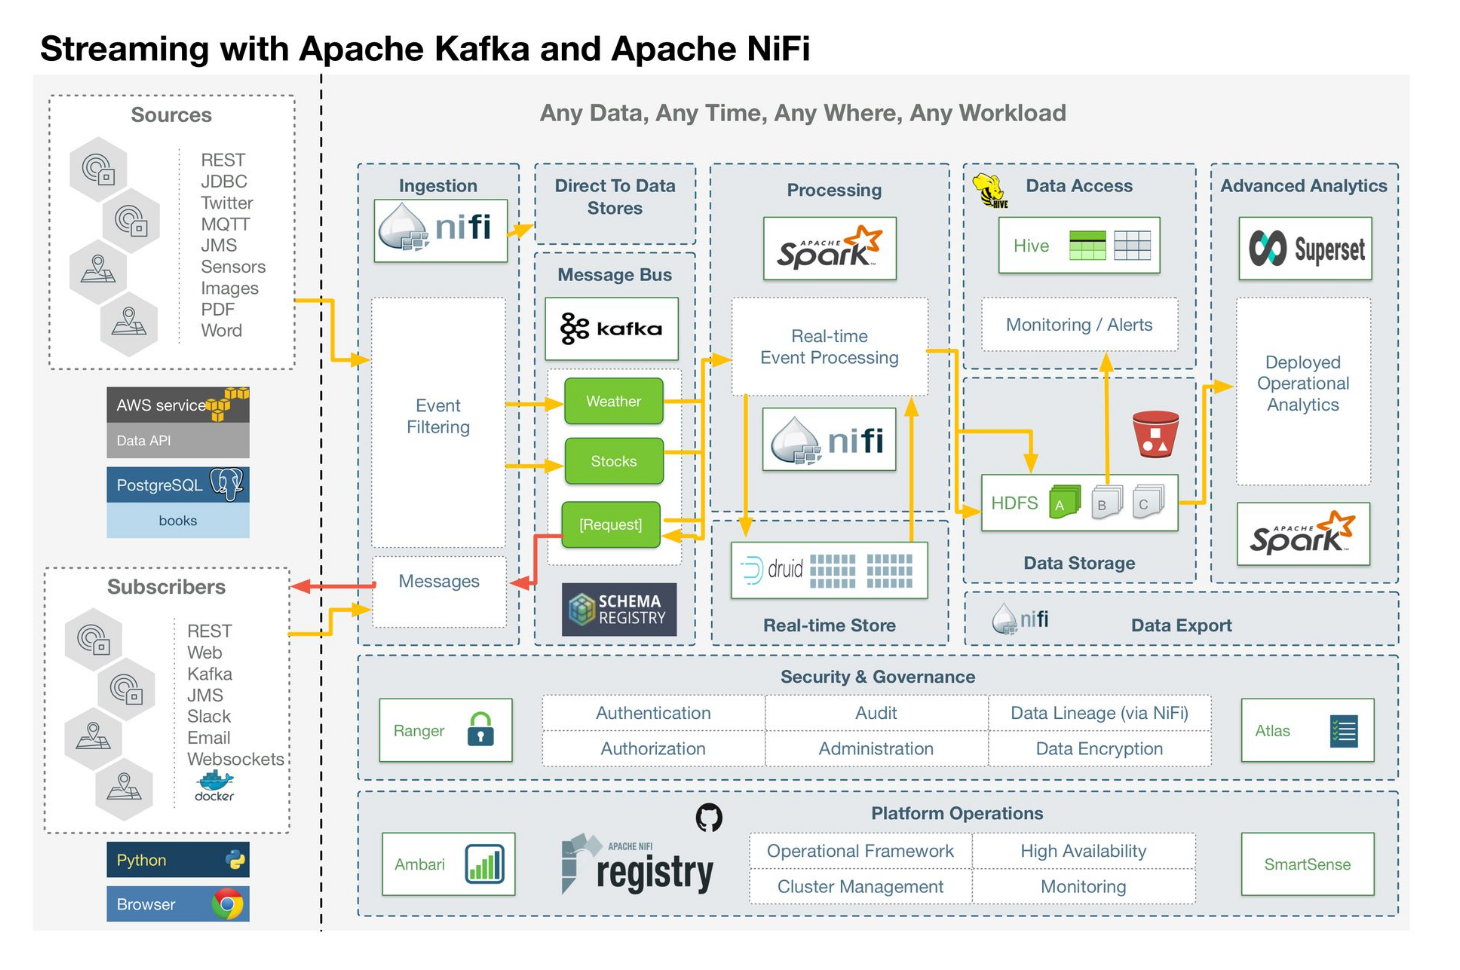 Streaming with Apache Kafka and Apache NiFi
Any Data, Any Time, Any Where, Any Workload
Sources
REST
JDBC
Twitter
MQTT
JMS
Sensors
Images
PDF
Word
AWS service
Data API
PostgreSQL
books
Subscribers
REST
Web
Kafka
JMS
Slack
Email
Websockets
docker
Python
Browser
Ingestion
nifi
Event
Filtering
Messages
Direct To Data
Stores
Message Bus
kafka
Weather
Stocks
[Request]
SCHEMA
REGISTRY
Processing
APACHE
Spark
Real-time
Event Processing
nifi
druid
Real-time Store
HIVE
Data Access
Hive
Monitoring / Alerts
HDFS
A
B
C
Data Storage
Advanced Analytics
Superset
Deployed
Operational
Analytics
APACHE
Spark
nifi
Data Export
Security & Governance
Ranger
Authentication
Audit
Data Lineage (via NiFi)
Authorization
Administration
Data Encryption
Atlas
Platform Operations
Ambari
APACHE NIFI
registry
Operational Framework
High Availability
Cluster Management
Monitoring
SmartSense